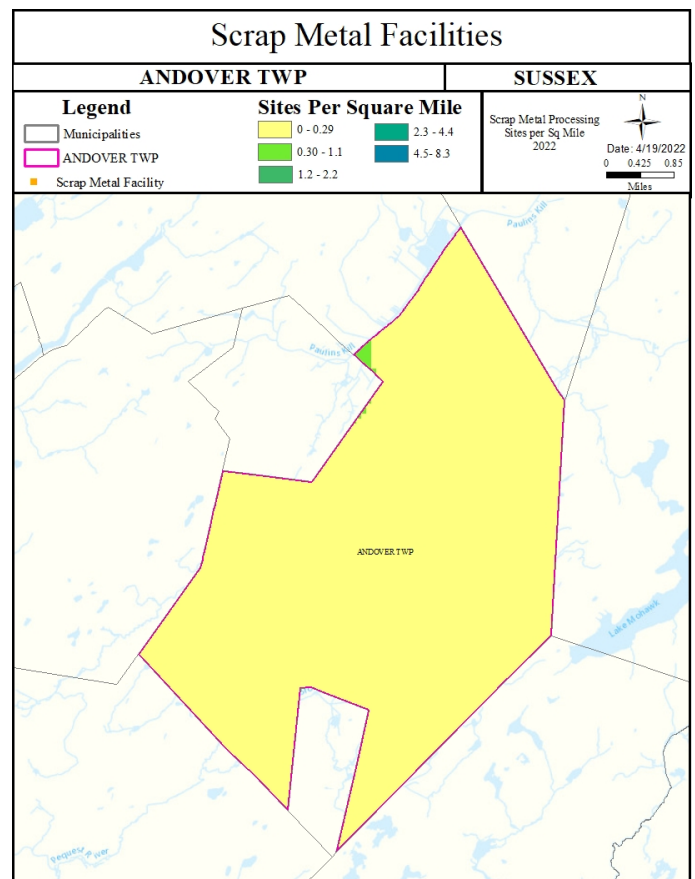 Scrap Metal Facilities
ANDOVER TWP
SUSSEX
Legend
Municipalities
ANDOVER TWP
Scrap Metal Facility
Sites Per Square Mile
0 - 0.29
0.30 - 1.1
1.2 - 2.2
2.3 - 4.4
4.5- 8.3
Scrap Metal Processing
Sites per Sq Mile
2022
N
Date: 4/19/2022
0 0.425 0.85
Miles
Paulins Kill
Paulins Kill
ANDOVER TWP
Lake Mohawk
Pequest River